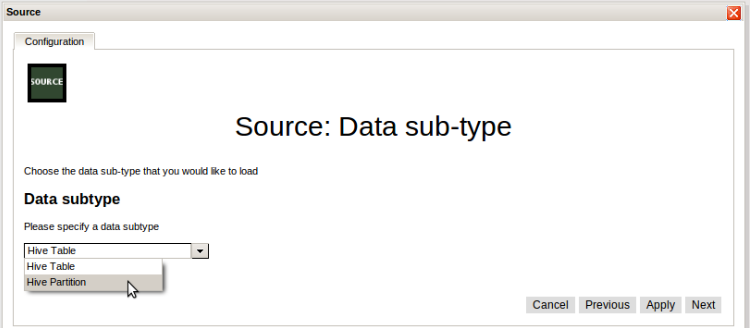 Source
Configuration
SOURCE
Source: Data sub-type
Choose the data sub-type that you would like to load
Data subtype
Please specify a data subtype
Hive Table
Hive Table
Hive Partition
Cancel Previous Apply Next